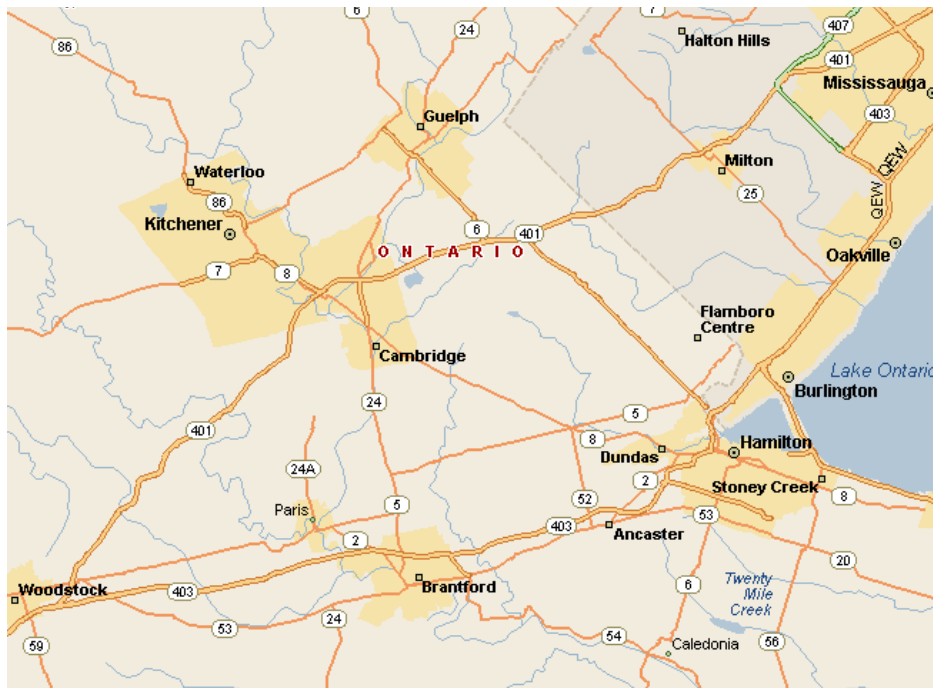 6
24
7
Halton Hills
407
86
401
Mississauga
403
Guelph
QEW
QEW
Waterloo
Milton
25
86
Kitchener
6
401
ONTARIO
Oakville
7
8
Flamboro
Centre
Cambridge
Lake Ontario
Burlington
24
5
401
8
Hamilton
Dundas
24A
2
Stoney Creek
8
52
Paris
5
53
403
Ancaster
2
20
Woodstock
403
Brantford
6
Twenty
Mile
Creek
24
53
54
56
59
Caledonia